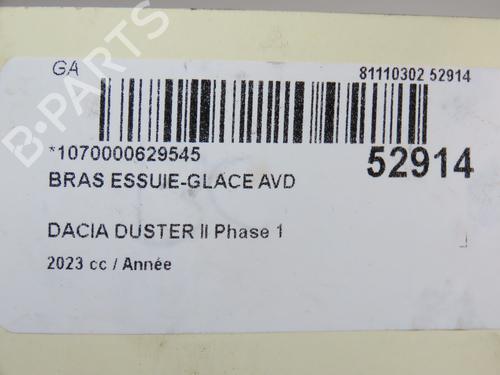 GA
81110302 52914
*1070000629545
52914
BRAS ESSUIE-GLACE AVD
DACIA DUSTER II Phase 1
2023 cc / Année
B-PARTS